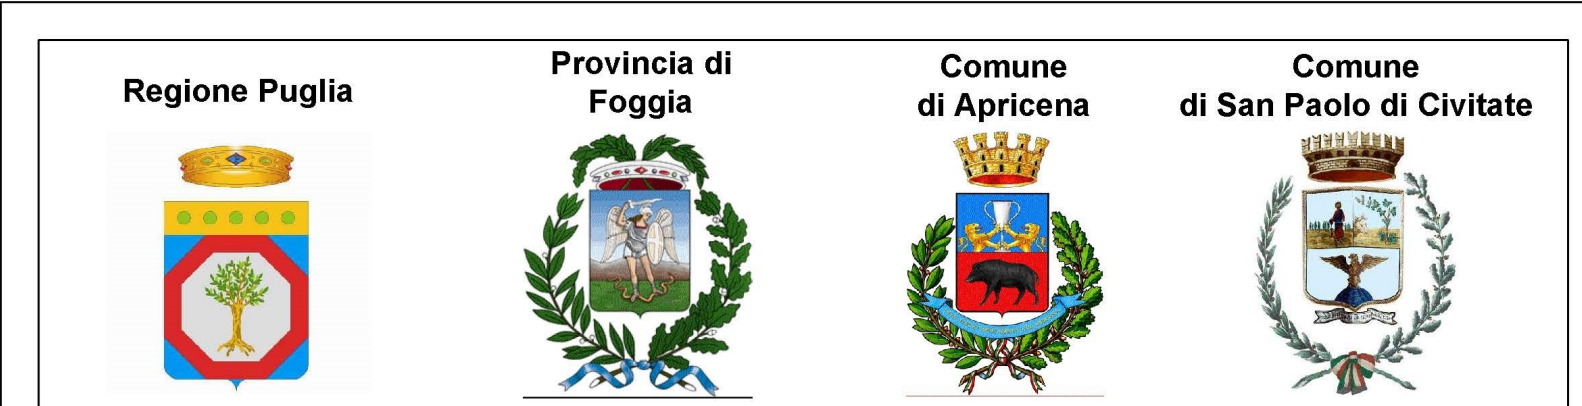 Regione Puglia
Provincia di
Foggia
Comune
di Apricena
Comune
di San Paolo di Civitate